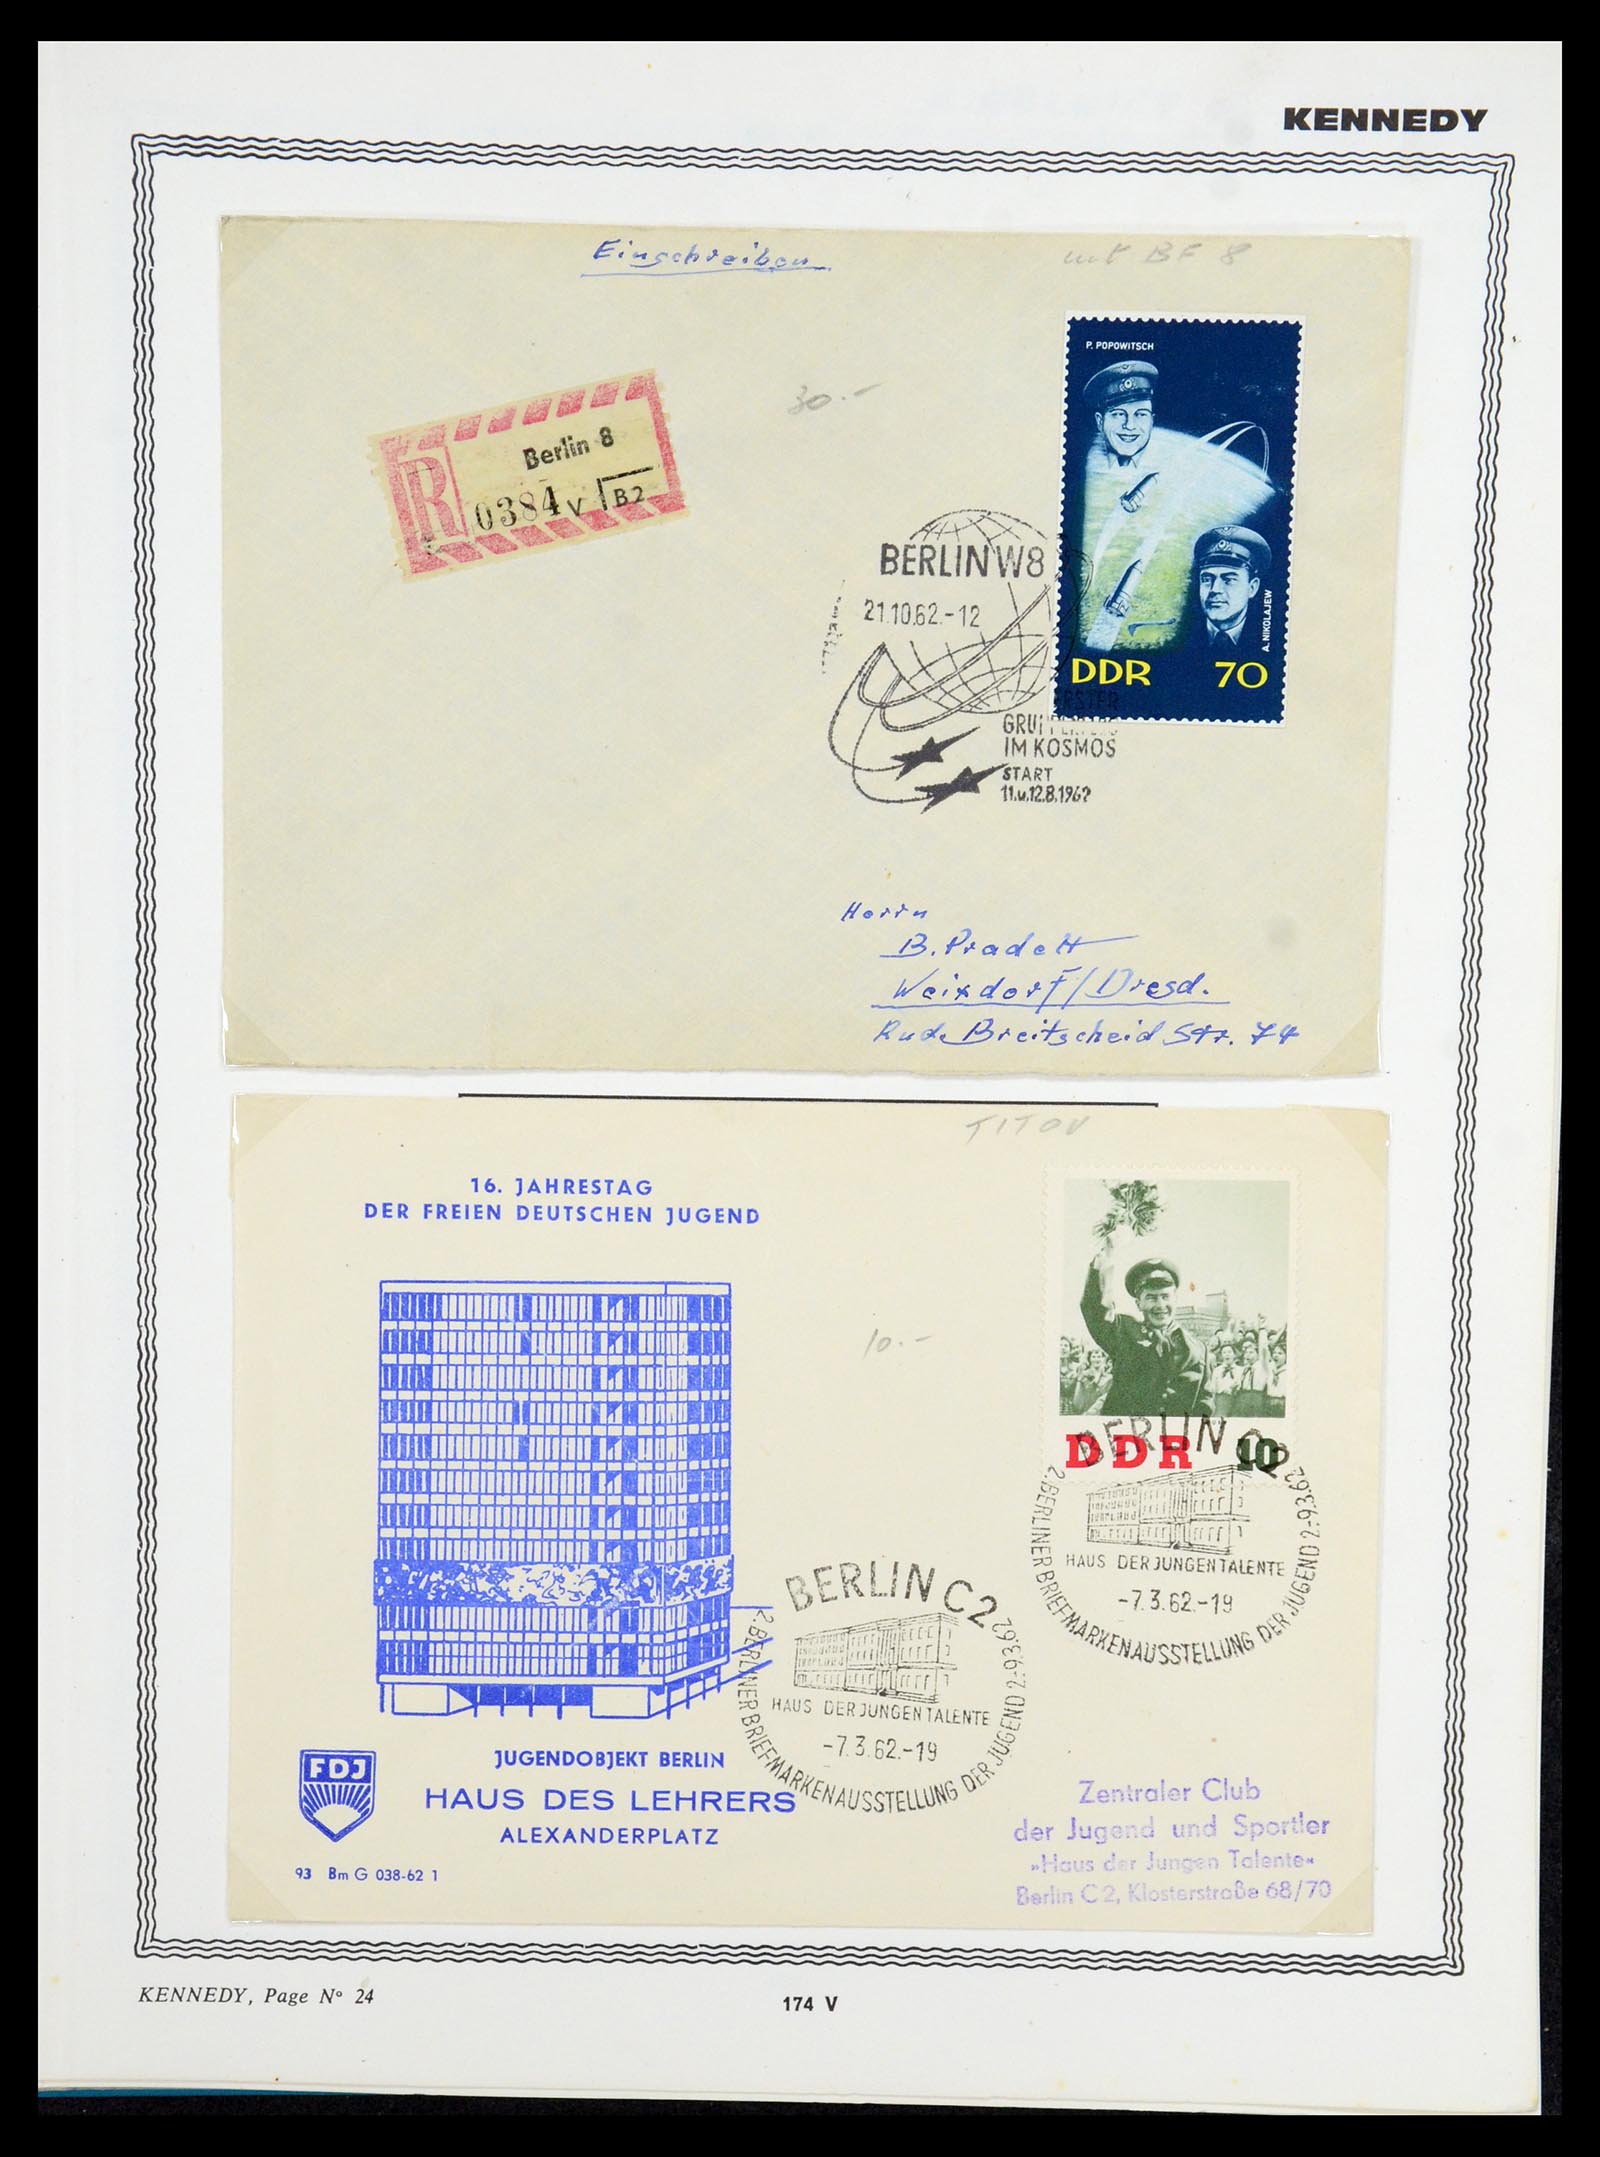 KENNEDY
Einschreiben
mit BF 8
P. POPOWITSCH
30.-
Berlin 8
R
0384 V B2
BERLIN W8
21.10.62.-12
A. NIKOLAJEW
DDR 70
ERSTER
GRUPPENFLUG
IM KOSMOS
START
11.u.12.8.1962
Herrn
B. Pradelt
Weixdorf/Dresd.
Rud. Breitscheid Str. 74
TITOV
16. JAHRESTAG
DER FREIEN DEUTSCHEN JUGEND
10.-
DDR 10
BERLIN C2
HAUS DER JUNGEN TALENTE
-7.3.62.-19
2. BERLINER BRIEFMARKENAUSSTELLUNG DER JUGEND 2.-9.3.62
BERLIN C2
HAUS DER JUNGEN TALENTE
-7.3.62.-19
2. BERLINER BRIEFMARKENAUSSTELLUNG DER JUGEND 2.-9.3.62
FDJ
JUGENDOBJEKT BERLIN
HAUS DES LEHRERS
ALEXANDERPLATZ
93 Bm G 038-62 1
Zentraler Club
der Jugend und Sportler
»Haus der Jungen Talente«
Berlin C 2, Klosterstraße 68/70
KENNEDY, Page N° 24
174 V